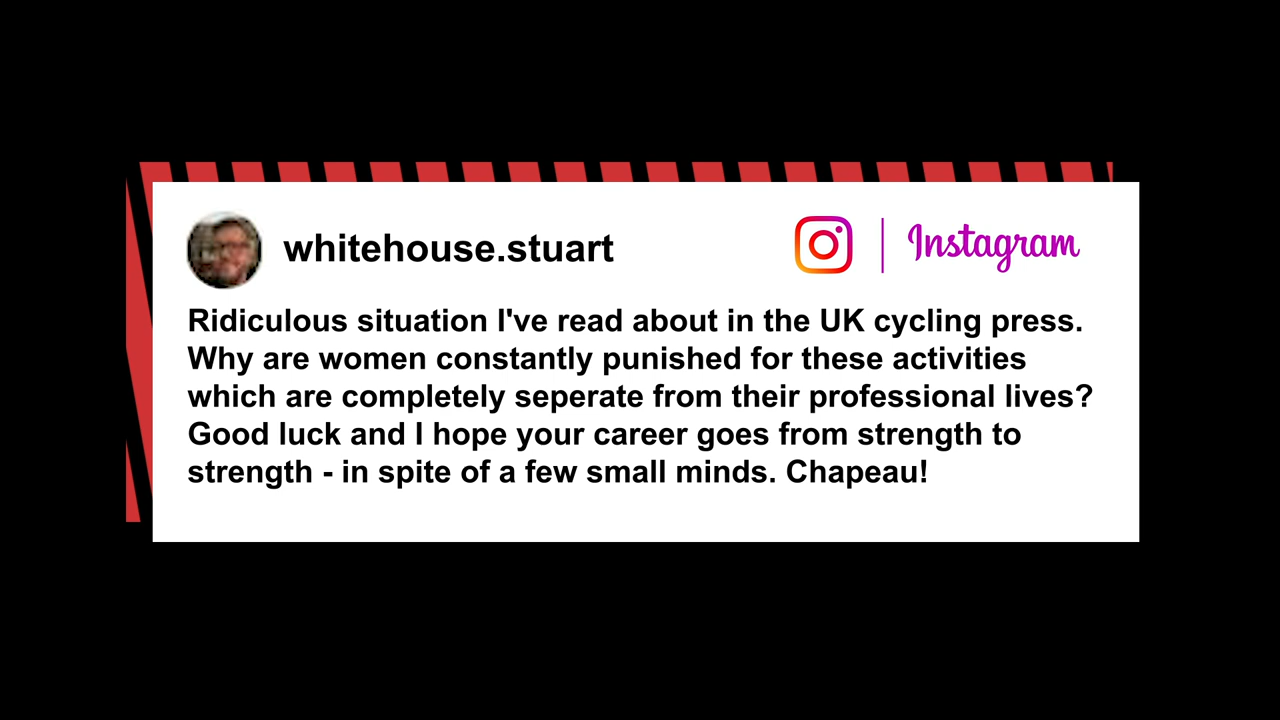 whitehouse.stuart
Instagram
Ridiculous situation I've read about in the UK cycling press.
Why are women constantly punished for these activities
which are completely seperate from their professional lives?
Good luck and I hope your career goes from strength to
strength - in spite of a few small minds. Chapeau!